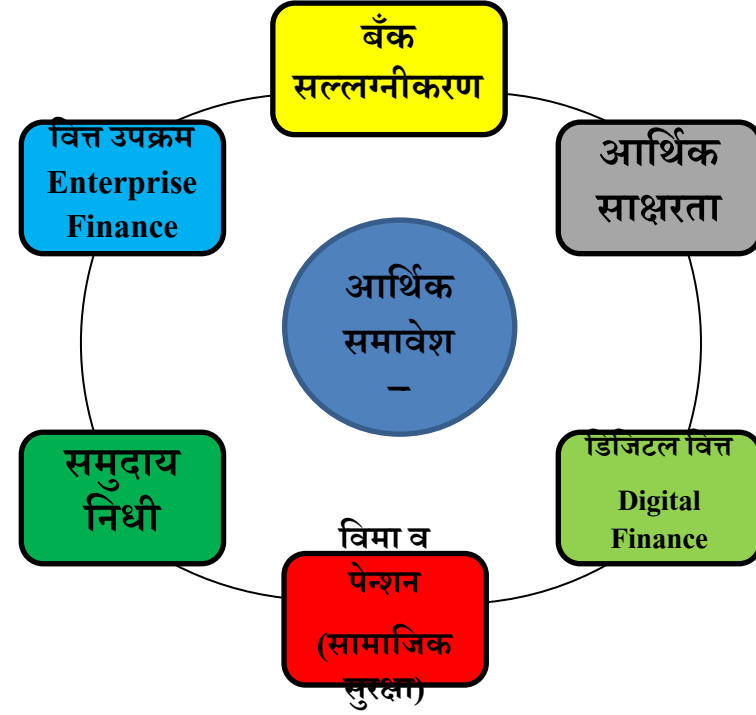 बँक
सल्लग्नीकरण
वित्त उपक्रम
Enterprise
Finance
आर्थिक
साक्षरता
आर्थिक
समावेश
समुदाय
निधी
डिजिटल वित्त
Digital
Finance
विमा व
पेन्शन
(सामाजिक
सुरक्षा)